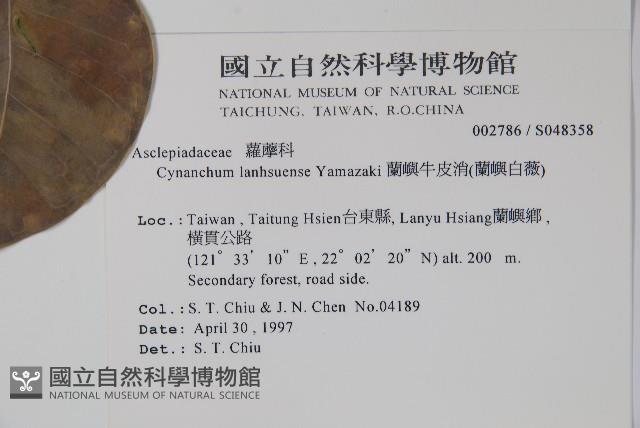 國立自然科學博物館
NATIONAL MUSEUM OF NATURAL SCIENCE
TAICHUNG, TAIWAN, R.O.CHINA
002786 / S048358
Asclepiadaceae 蘿藦科
Cynanchum lanhsuense Yamazaki 蘭嶼牛皮消(蘭嶼白薇)
Loc.:Taiwan , Taitung Hsien台東縣, Lanyu Hsiang蘭嶼鄉 ,
橫貫公路
(121° 33' 10" E , 22° 02' 20" N) alt. 200 m.
Secondary forest, road side.
Col.:S. T. Chiu & J. N. Chen No.04189
Date: April 30 , 1997
Det.: S. T. Chiu
國立自然科學博物館
NATIONAL MUSEUM OF NATURAL SCIENCE